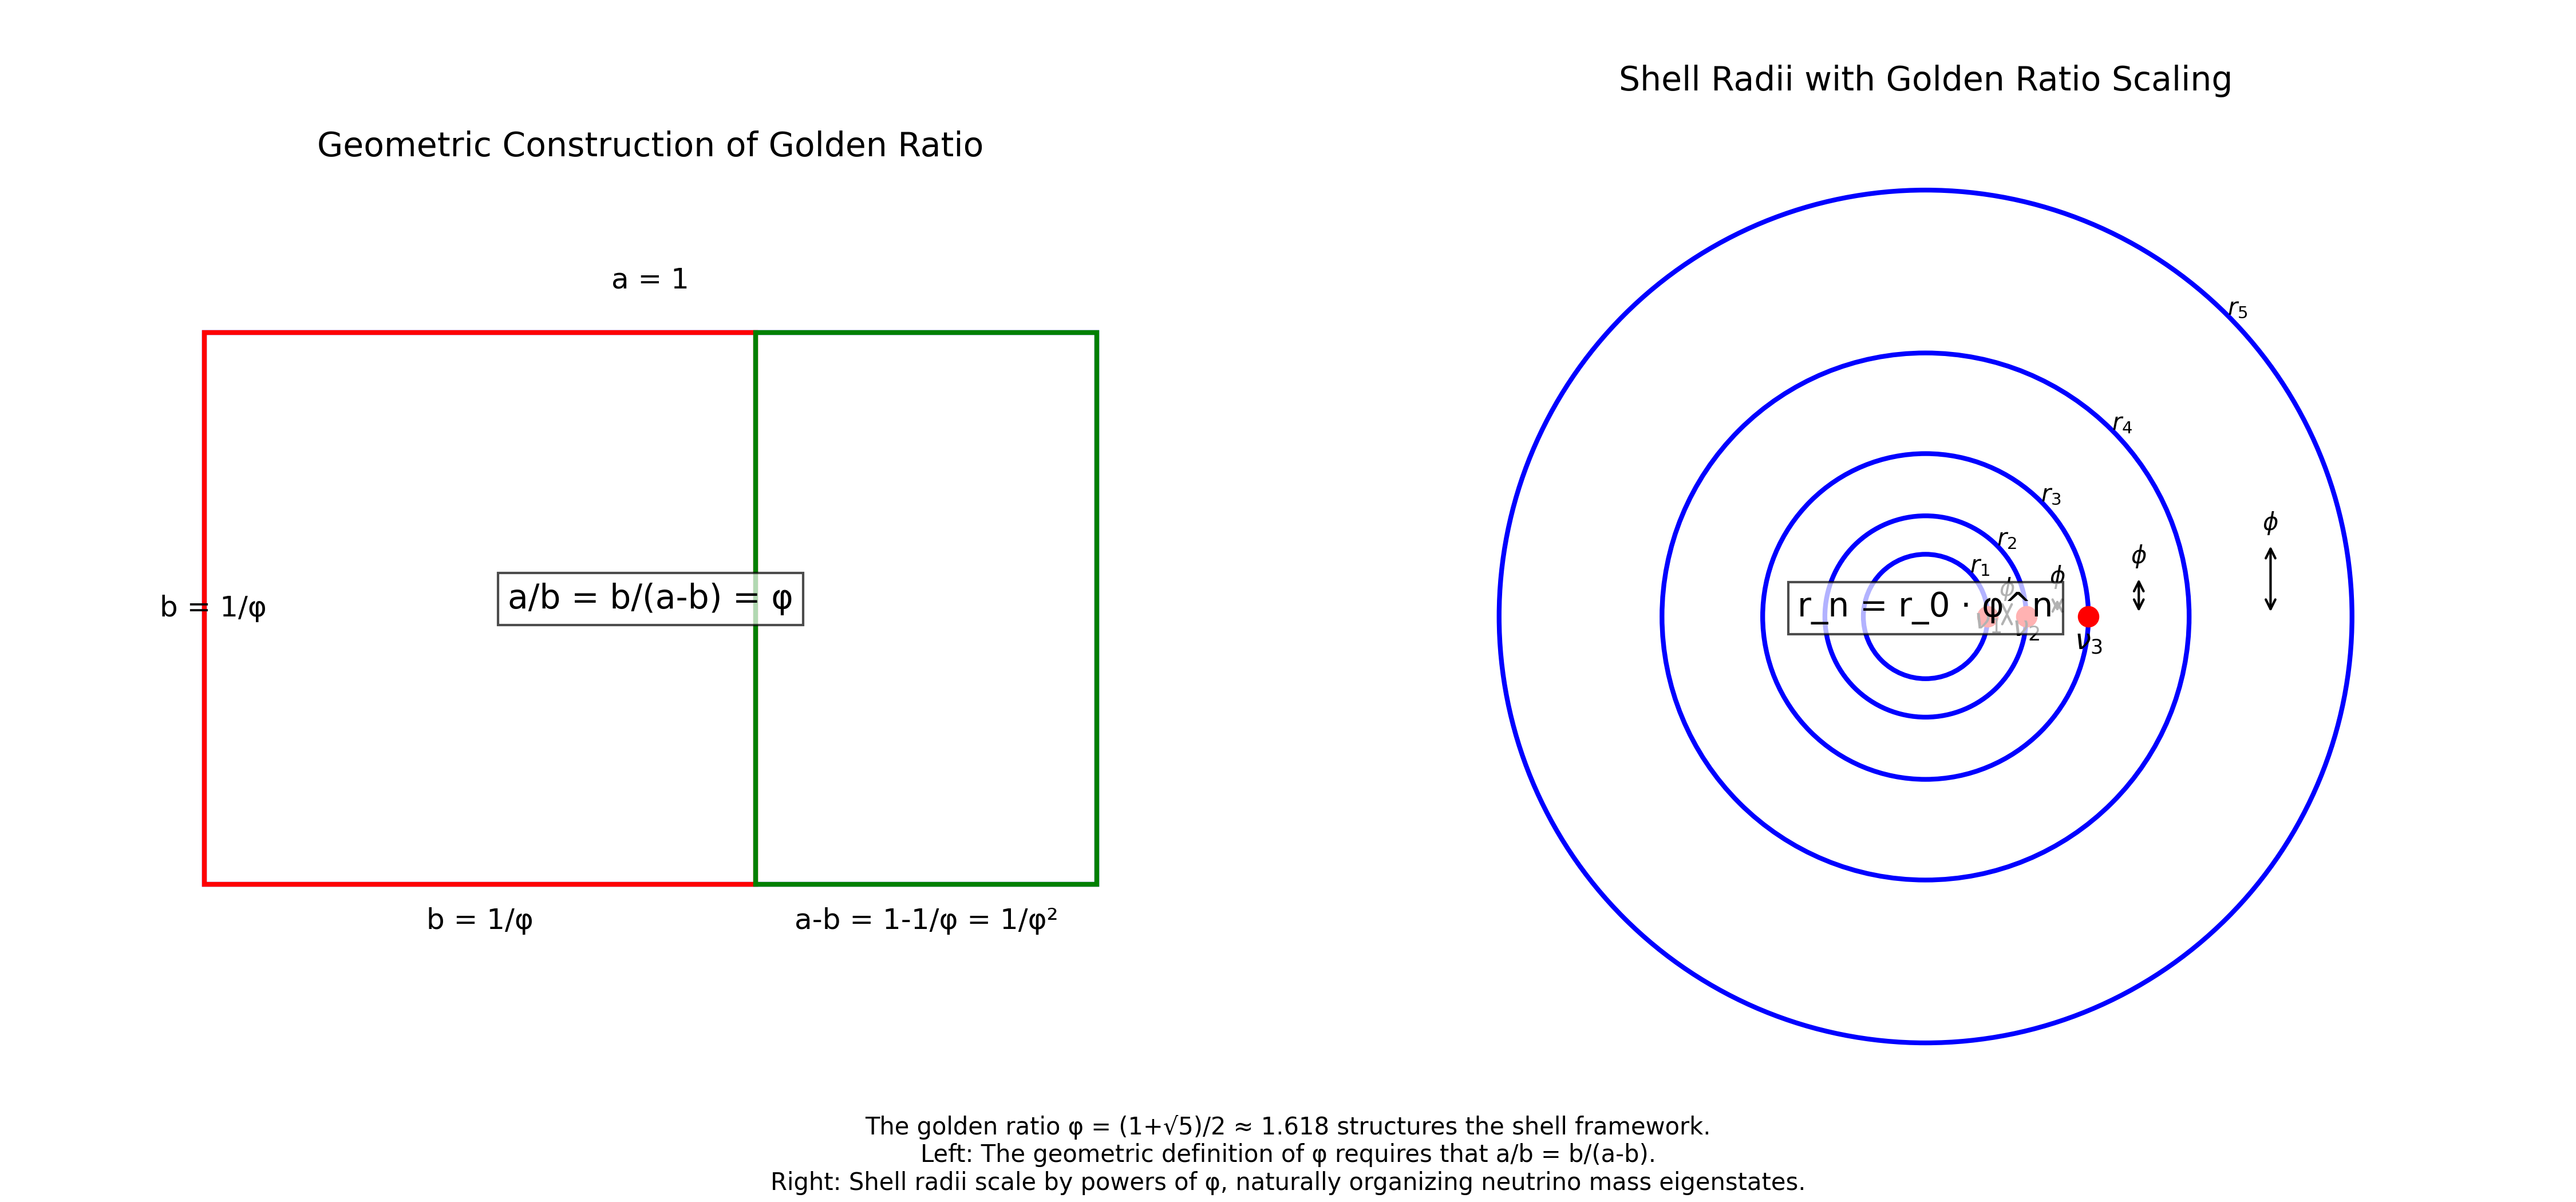 Geometric Construction of Golden Ratio
a = 1
b = 1/φ
a/b = b/(a-b) = φ
b = 1/φ
a-b = 1-1/φ = 1/φ²
Shell Radii with Golden Ratio Scaling
r₅
r₄
r₃
r₂
r₁
ϕ
ϕ
ϕ
ϕ
r_n = r_0 · φ^n
ν₁
ν₂
ν₃
The golden ratio φ = (1+√5)/2 ≈ 1.618 structures the shell framework.
Left: The geometric definition of φ requires that a/b = b/(a-b).
Right: Shell radii scale by powers of φ, naturally organizing neutrino mass eigenstates.